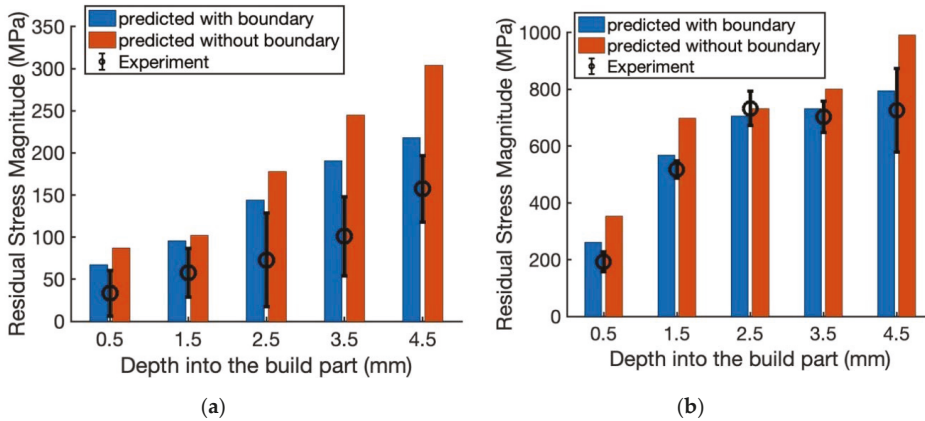 predicted with boundary
predicted without boundary
Experiment
Residual Stress Magnitude (MPa)
350
300
250
200
150
100
50
0
0.5 1.5 2.5 3.5 4.5
Depth into the build part (mm)
(a)
predicted with boundary
predicted without boundary
Experiment
Residual Stress Magnitude (MPa)
1000
800
600
400
200
0
0.5 1.5 2.5 3.5 4.5
Depth into the build part (mm)
(b)